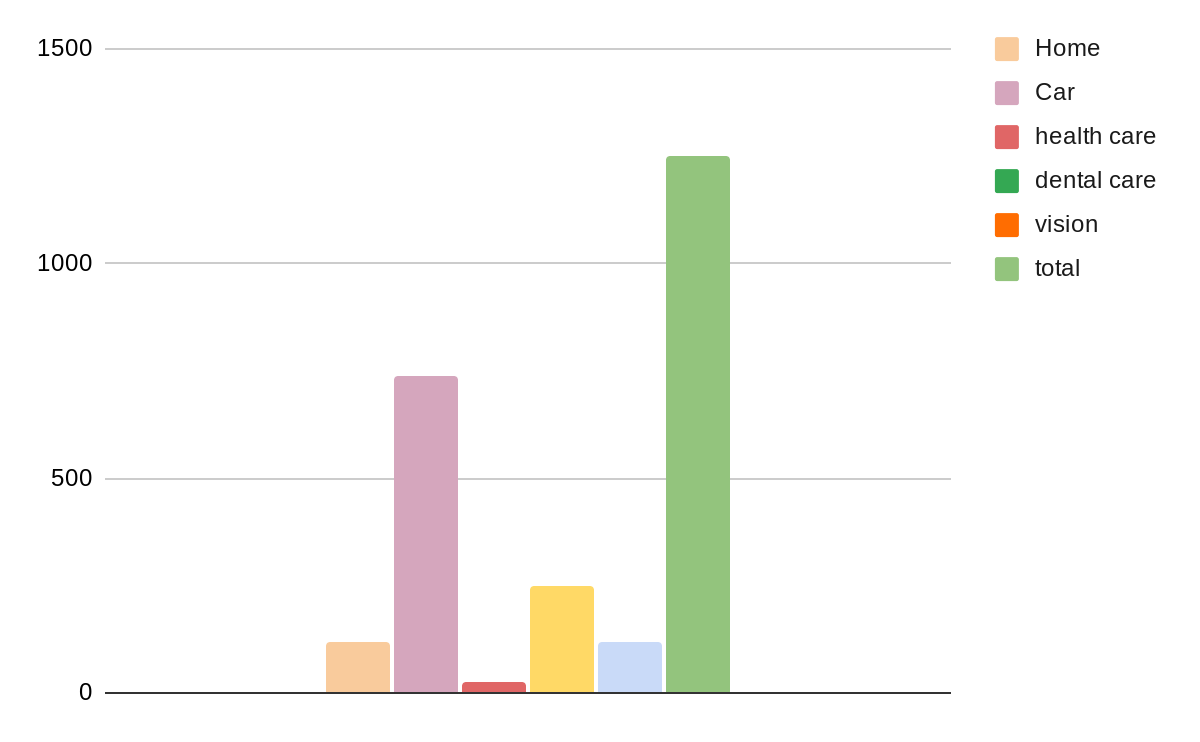 1500
1000
500
0
Home
Car
health care
dental care
vision
total